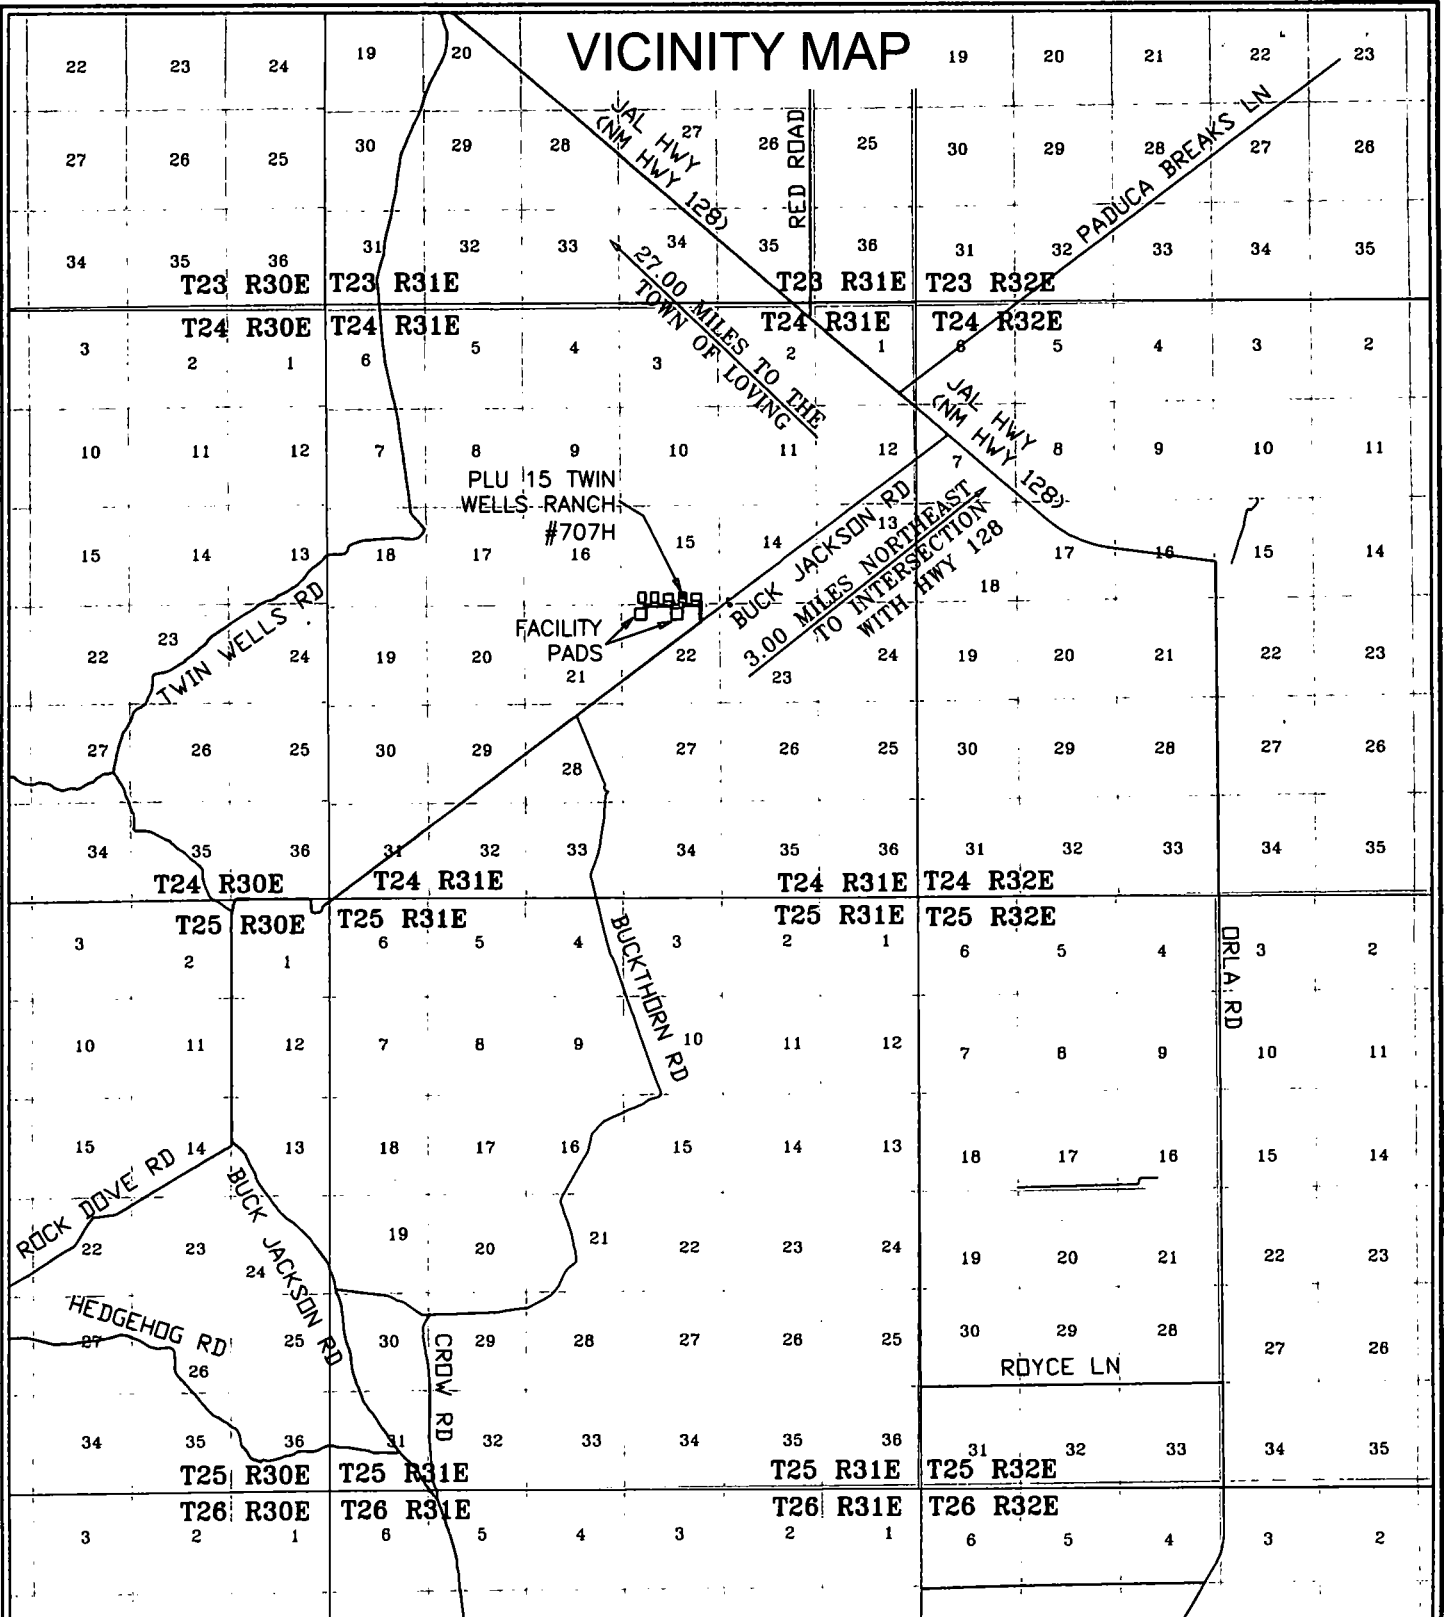 VICINITY MAP
22 23 24 19 20 19 20 21 22 23
JAL HWY
(NM HWY 128)
RED ROAD
PADUCA BREAKS LN
27 26 25 30 29 28 27 26 25 30 29 28 27 26
34 35 36 31 32 33 34 35 36 31 32 33 34 35
T23 R30E T23 R31E T23 R31E T23 R32E
27.00 MILES TO THE
TOWN OF LOVING
T24 R30E T24 R31E T24 R31E T24 R32E
3 2 1 6 5 4 3 2 1 6 5 4 3 2
JAL HWY
(NM HWY 128)
10 11 12 7 8 9 10 11 12 7 8 9 10 11
PLU 15 TWIN
WELLS RANCH
#707H
BUCK JACKSON RD
3.00 MILES NORTHEAST
TO INTERSECTION
WITH HWY 128
15 14 13 18 17 16 15 14 13 18 17 16 15 14
TWIN WELLS RD
FACILITY
PADS
22 23 24 19 20 21 22 23 24 19 20 21 22 23
27 26 25 30 29 28 27 26 25 30 29 28 27 26
34 35 36 31 32 33 34 35 36 31 32 33 34 35
T24 R30E T24 R31E T24 R31E T24 R32E
T25 R30E T25 R31E T25 R31E T25 R32E
3 2 1 6 5 4 3 2 1 6 5 4 3 2
BUCKTHORN RD
ORLA RD
10 11 12 7 8 9 10 11 12 7 8 9 10 11
15 14 13 18 17 16 15 14 13 18 17 16 15 14
ROCK DOVE RD
BUCK JACKSON RD
22 23 24 19 20 21 22 23 24 19 20 21 22 23
HEDGEHOG RD
CROW RD
27 26 25 30 29 28 27 26 25 30 29 28 27 26
ROYCE LN
34 35 36 31 32 33 34 35 36 31 32 33 34 35
T25 R30E T25 R31E T25 R31E T25 R32E
T26 R30E T26 R31E T26 R31E T26 R32E
3 2 1 6 5 4 3 2 1 6 5 4 3 2